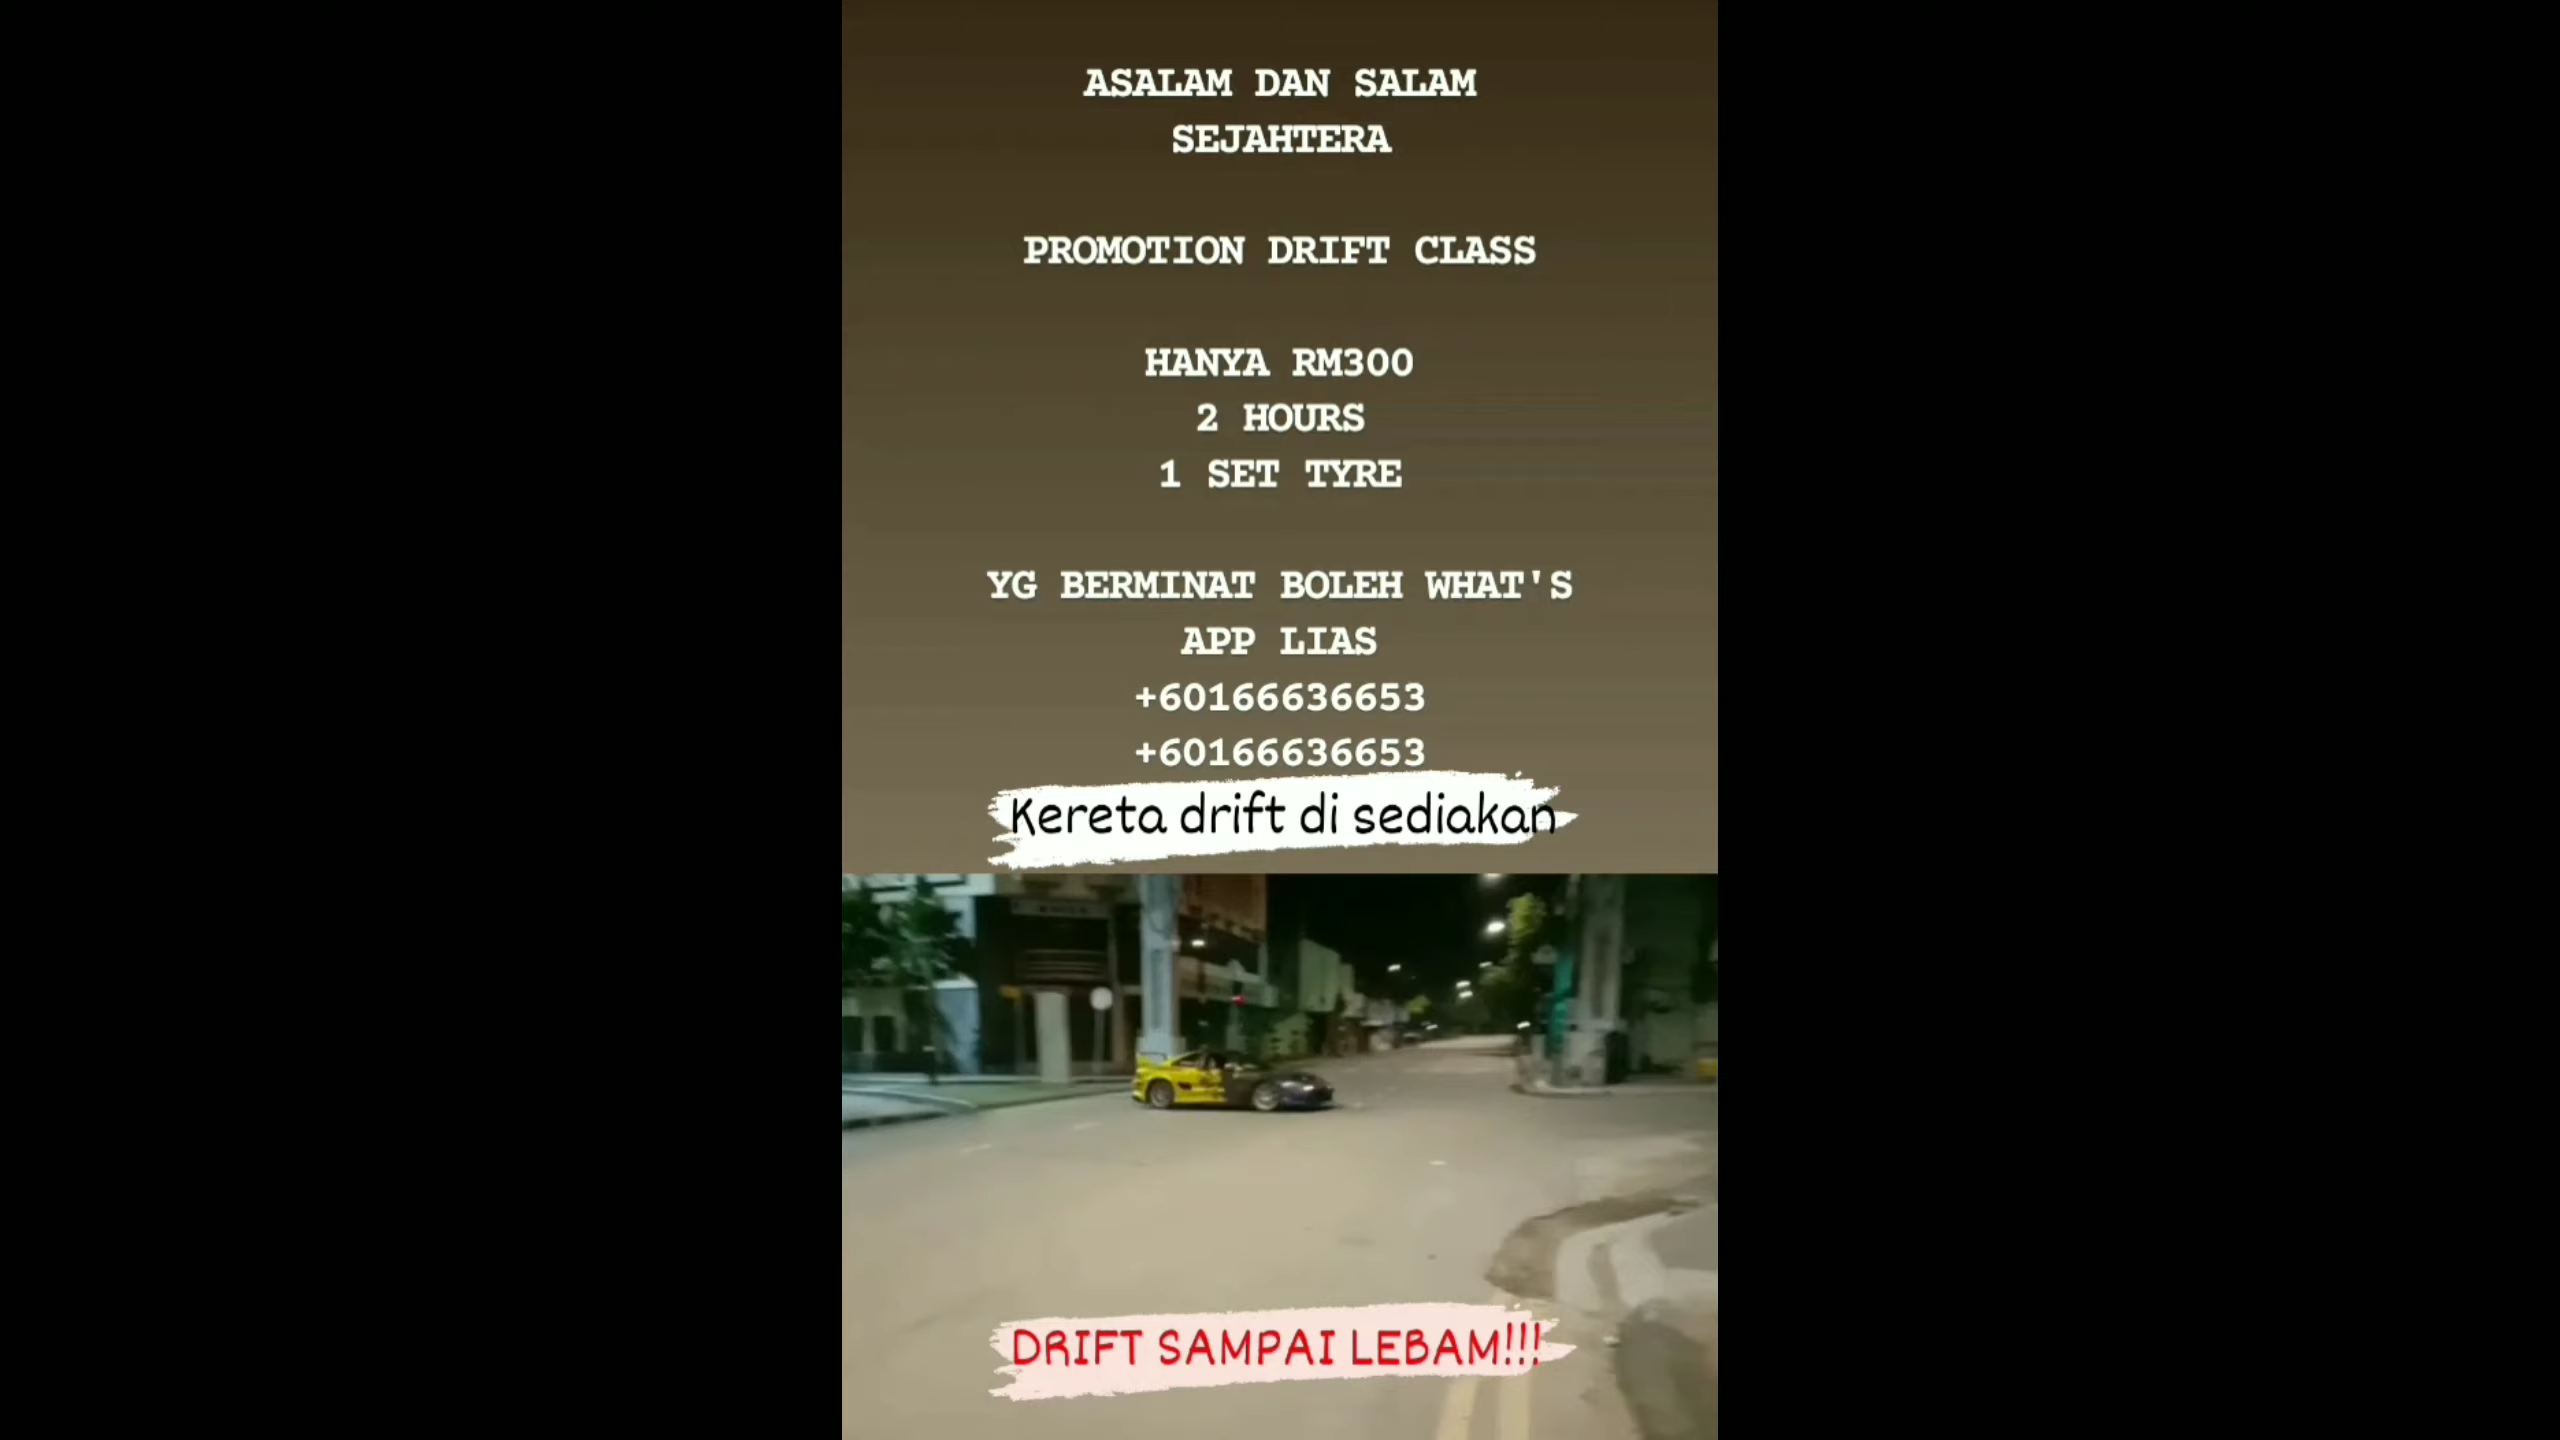 ASALAM DAN SALAM
SEJAHTERA
PROMOTION DRIFT CLASS
HANYA RM300
2 HOURS
1 SET TYRE
YG BERMINAT BOLEH WHAT'S
APP LIAS
+60166636653
+60166636653
Kereta drift di sediakan
DRIFT SAMPAI LEBAM!!!